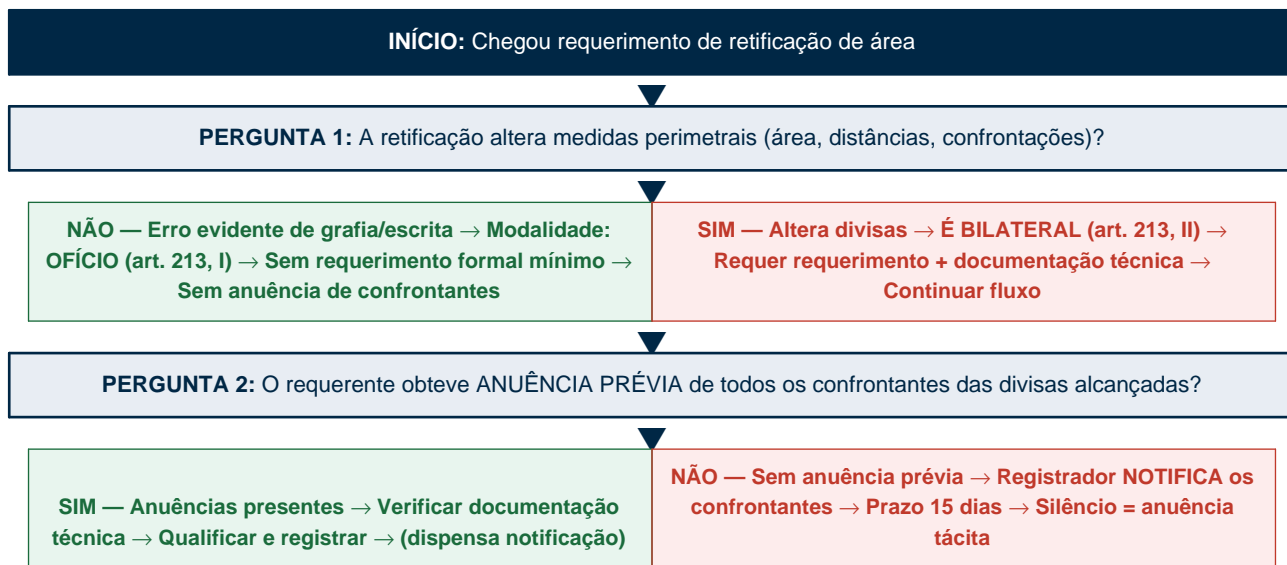 INÍCIO: Chegou requerimento de retificação de área
PERGUNTA 1: A retificação altera medidas perimetrais (área, distâncias, confrontações)?
NÃO — Erro evidente de grafia/escrita → Modalidade:
OFÍCIO (art. 213, I) → Sem requerimento formal mínimo →
Sem anuência de confrontantes
SIM — Altera divisas → É BILATERAL (art. 213, II) →
Requer requerimento + documentação técnica →
Continuar fluxo
PERGUNTA 2: O requerente obteve ANUÊNCIA PRÉVIA de todos os confrontantes das divisas alcançadas?
SIM — Anuências presentes → Verificar documentação
técnica → Qualificar e registrar → (dispensa notificação)
NÃO — Sem anuência prévia → Registrador NOTIFICA os
confrontantes → Prazo 15 dias → Silêncio = anuência
tácita